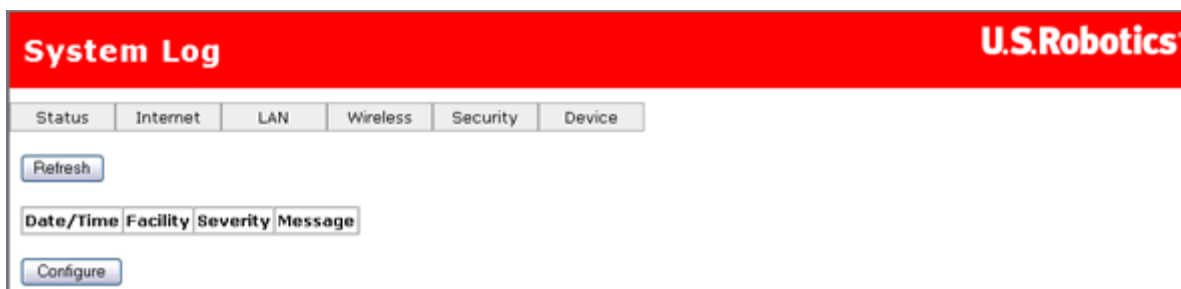 System Log
U.S.Robotics
Status Internet LAN Wireless Security Device
Refresh
Date/Time Facility Severity Message
Configure